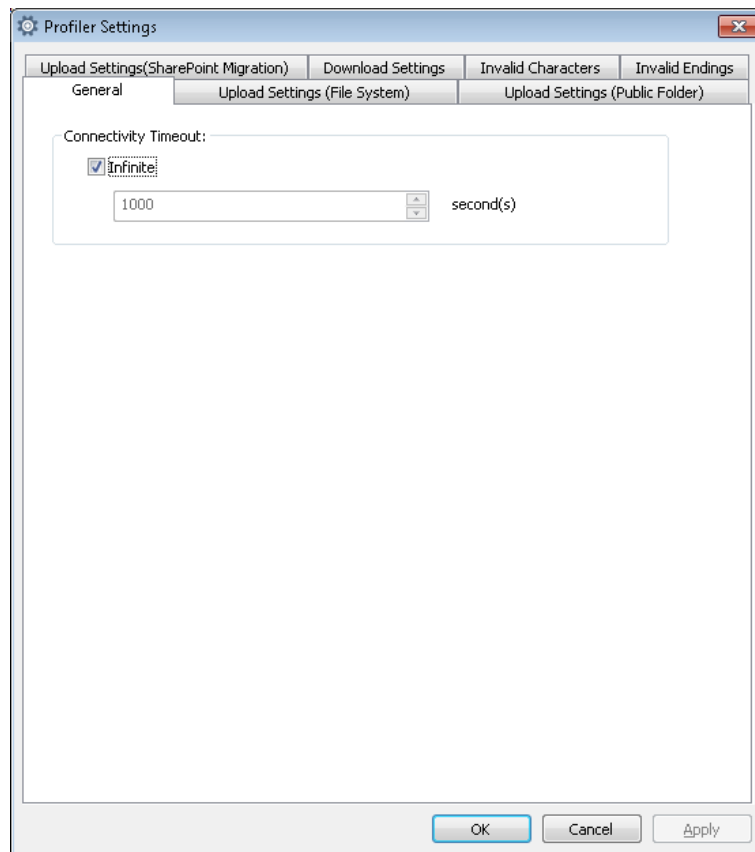 Profiler Settings
Upload Settings(SharePoint Migration) Download Settings Invalid Characters Invalid Endings
General Upload Settings (File System) Upload Settings (Public Folder)
Connectivity Timeout:
Infinite
1000 second(s)
OK Cancel Apply